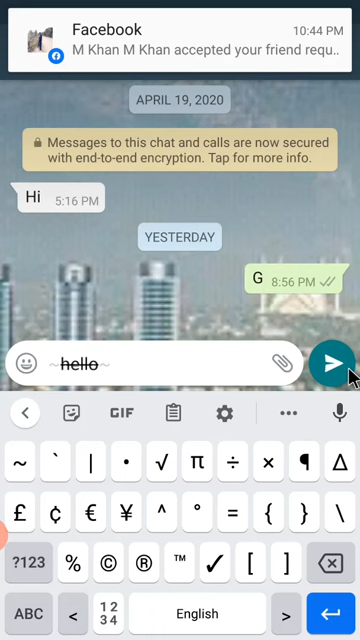 Facebook 10:44 PM
M Khan M Khan accepted your friend requ..
APRIL 19, 2020
Messages to this chat and calls are now secured
with end-to-end encryption. Tap for more info.
Hi 5:16 PM
YESTERDAY
G 8:56 PM
~hello~
GIF
~ ` | • √ π ÷ × ¶ Δ
£ ¢ € ¥ ^ ° = { } \
?123 % © ® ™ ✓ [ ]
ABC < 1 2 3 4 English >